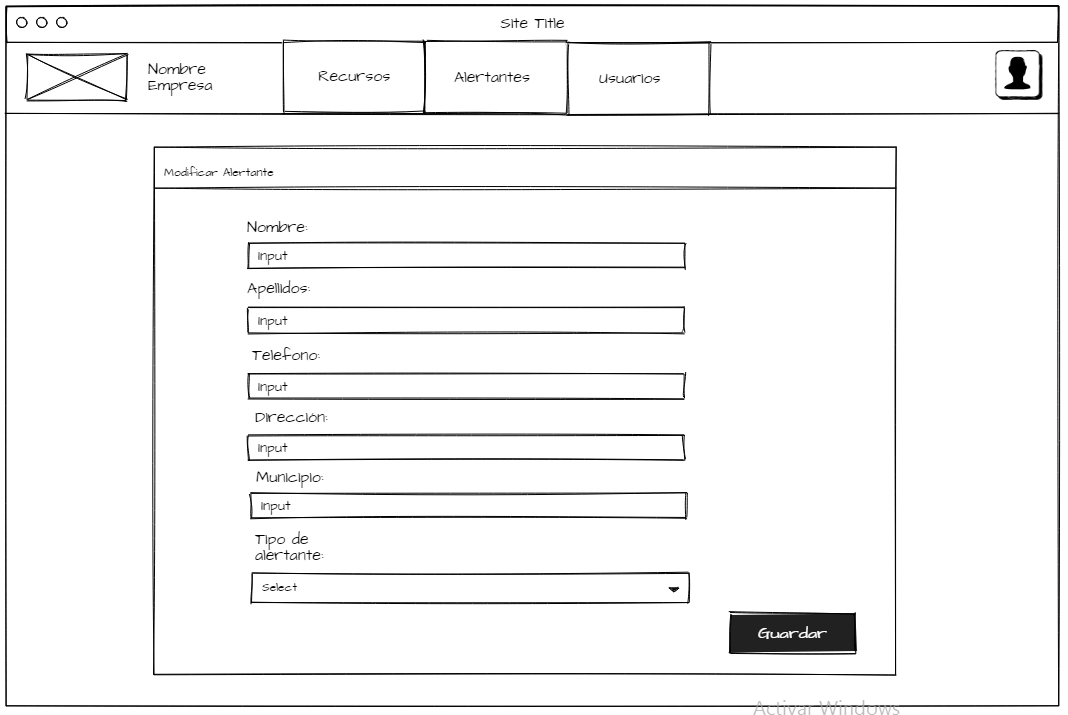 Site Title
Nombre
Empresa
Recursos
Alertantes
Usuarios
Modificar Alertante
Nombre:
Input
Apellidos:
Input
Telefono:
Input
Dirección:
Input
Municipio:
Input
Tipo de
alertante:
Select
Guardar
Activar Windows